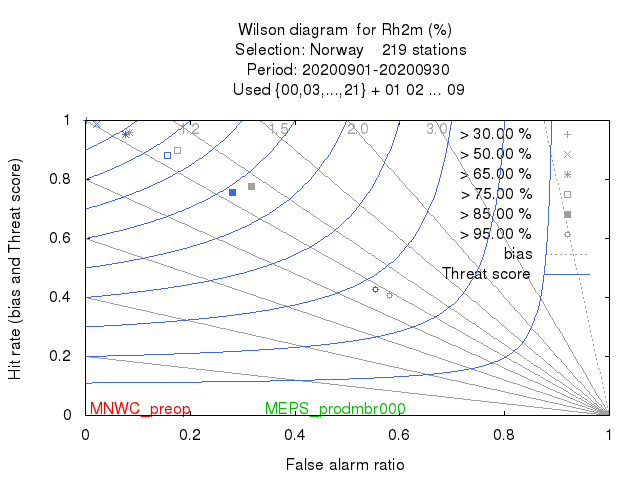 Wilson diagram for Rh2m (%)
Selection: Norway 219 stations
Period: 20200901-20200930
Used {00,03,...,21} + 01 02 ... 09
1
0.8
0.6
0.4
0.2
0
Hit rate (bias and Threat score)
1.2 1.5 2.0 3.0
> 30.00 %
> 50.00 %
> 65.00 %
> 75.00 %
> 85.00 %
> 95.00 %
bias
Threat score
MNWC_preop MEPS_prodmbr000
0 0.2 0.4 0.6 0.8 1
False alarm ratio